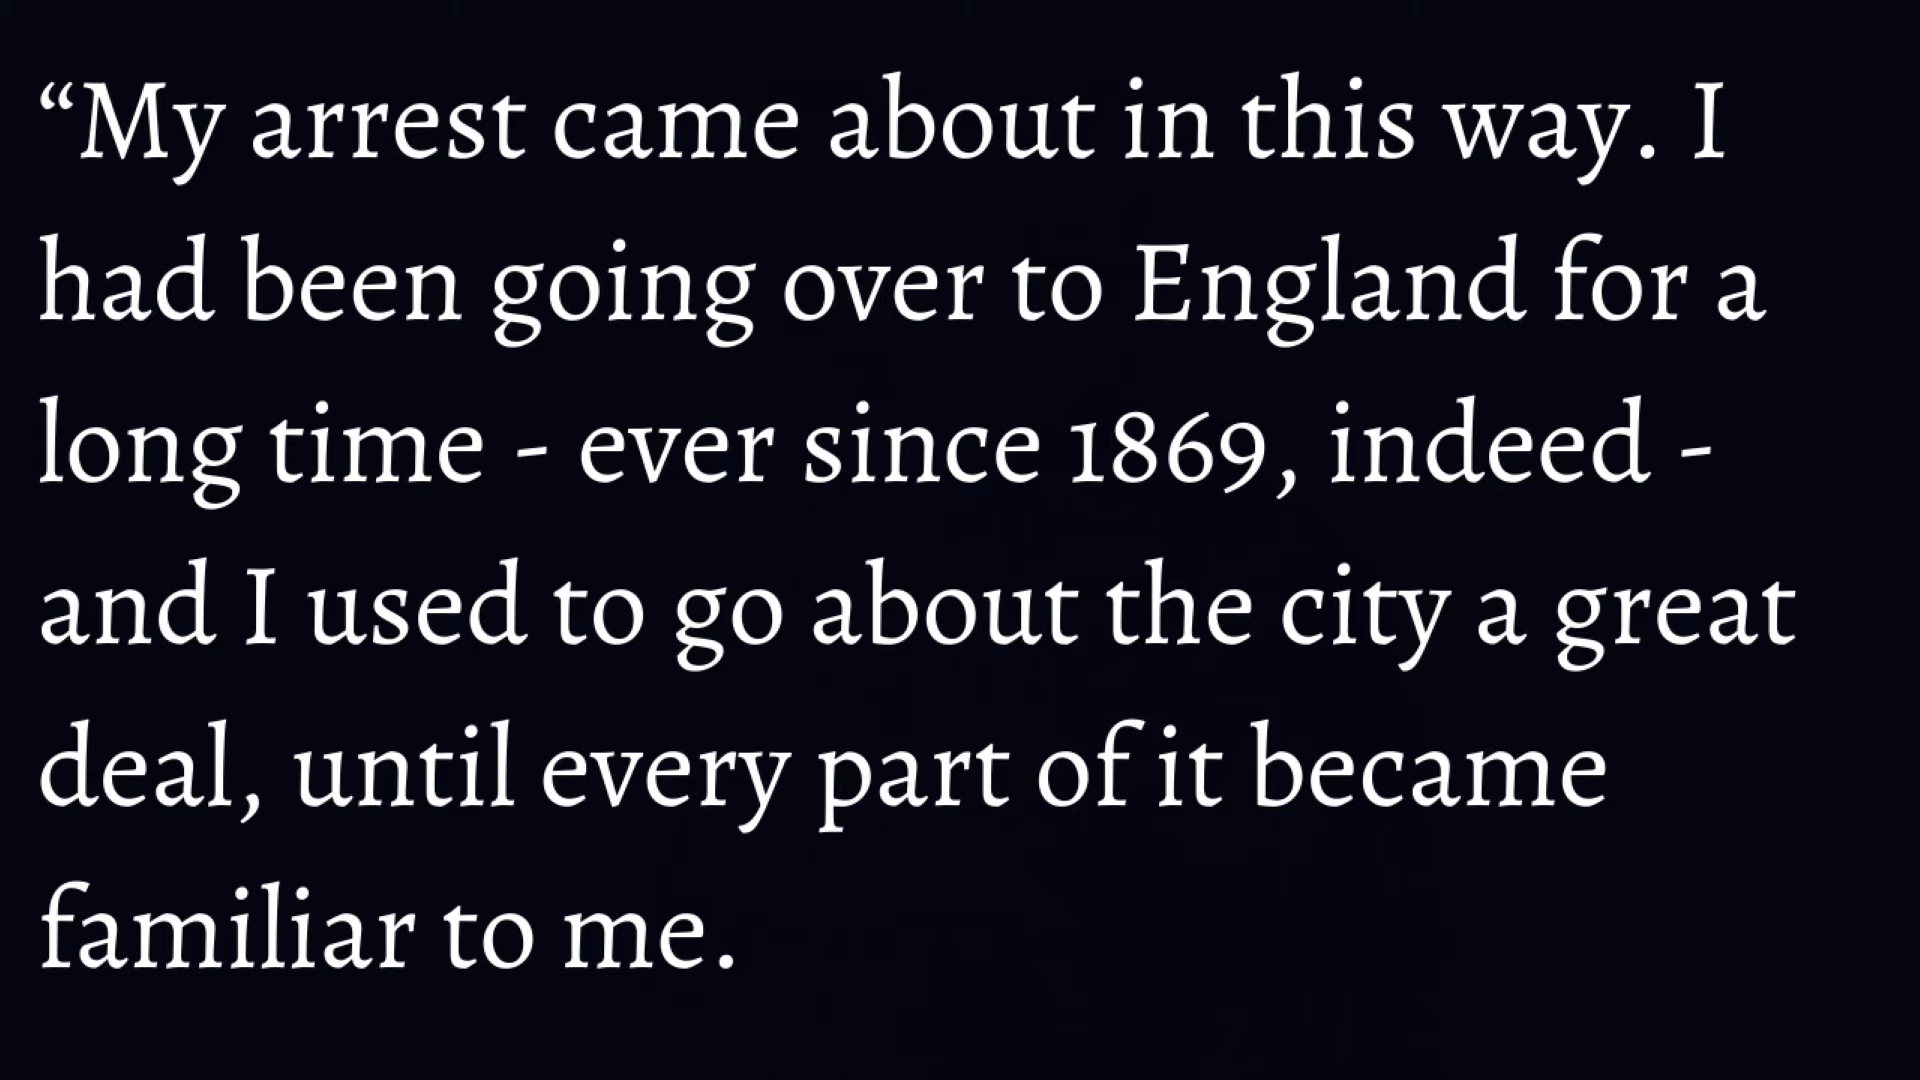 “My arrest came about in this way. I
had been going over to England for a
long time - ever since 1869, indeed -
and I used to go about the city a great
deal, until every part of it became
familiar to me.